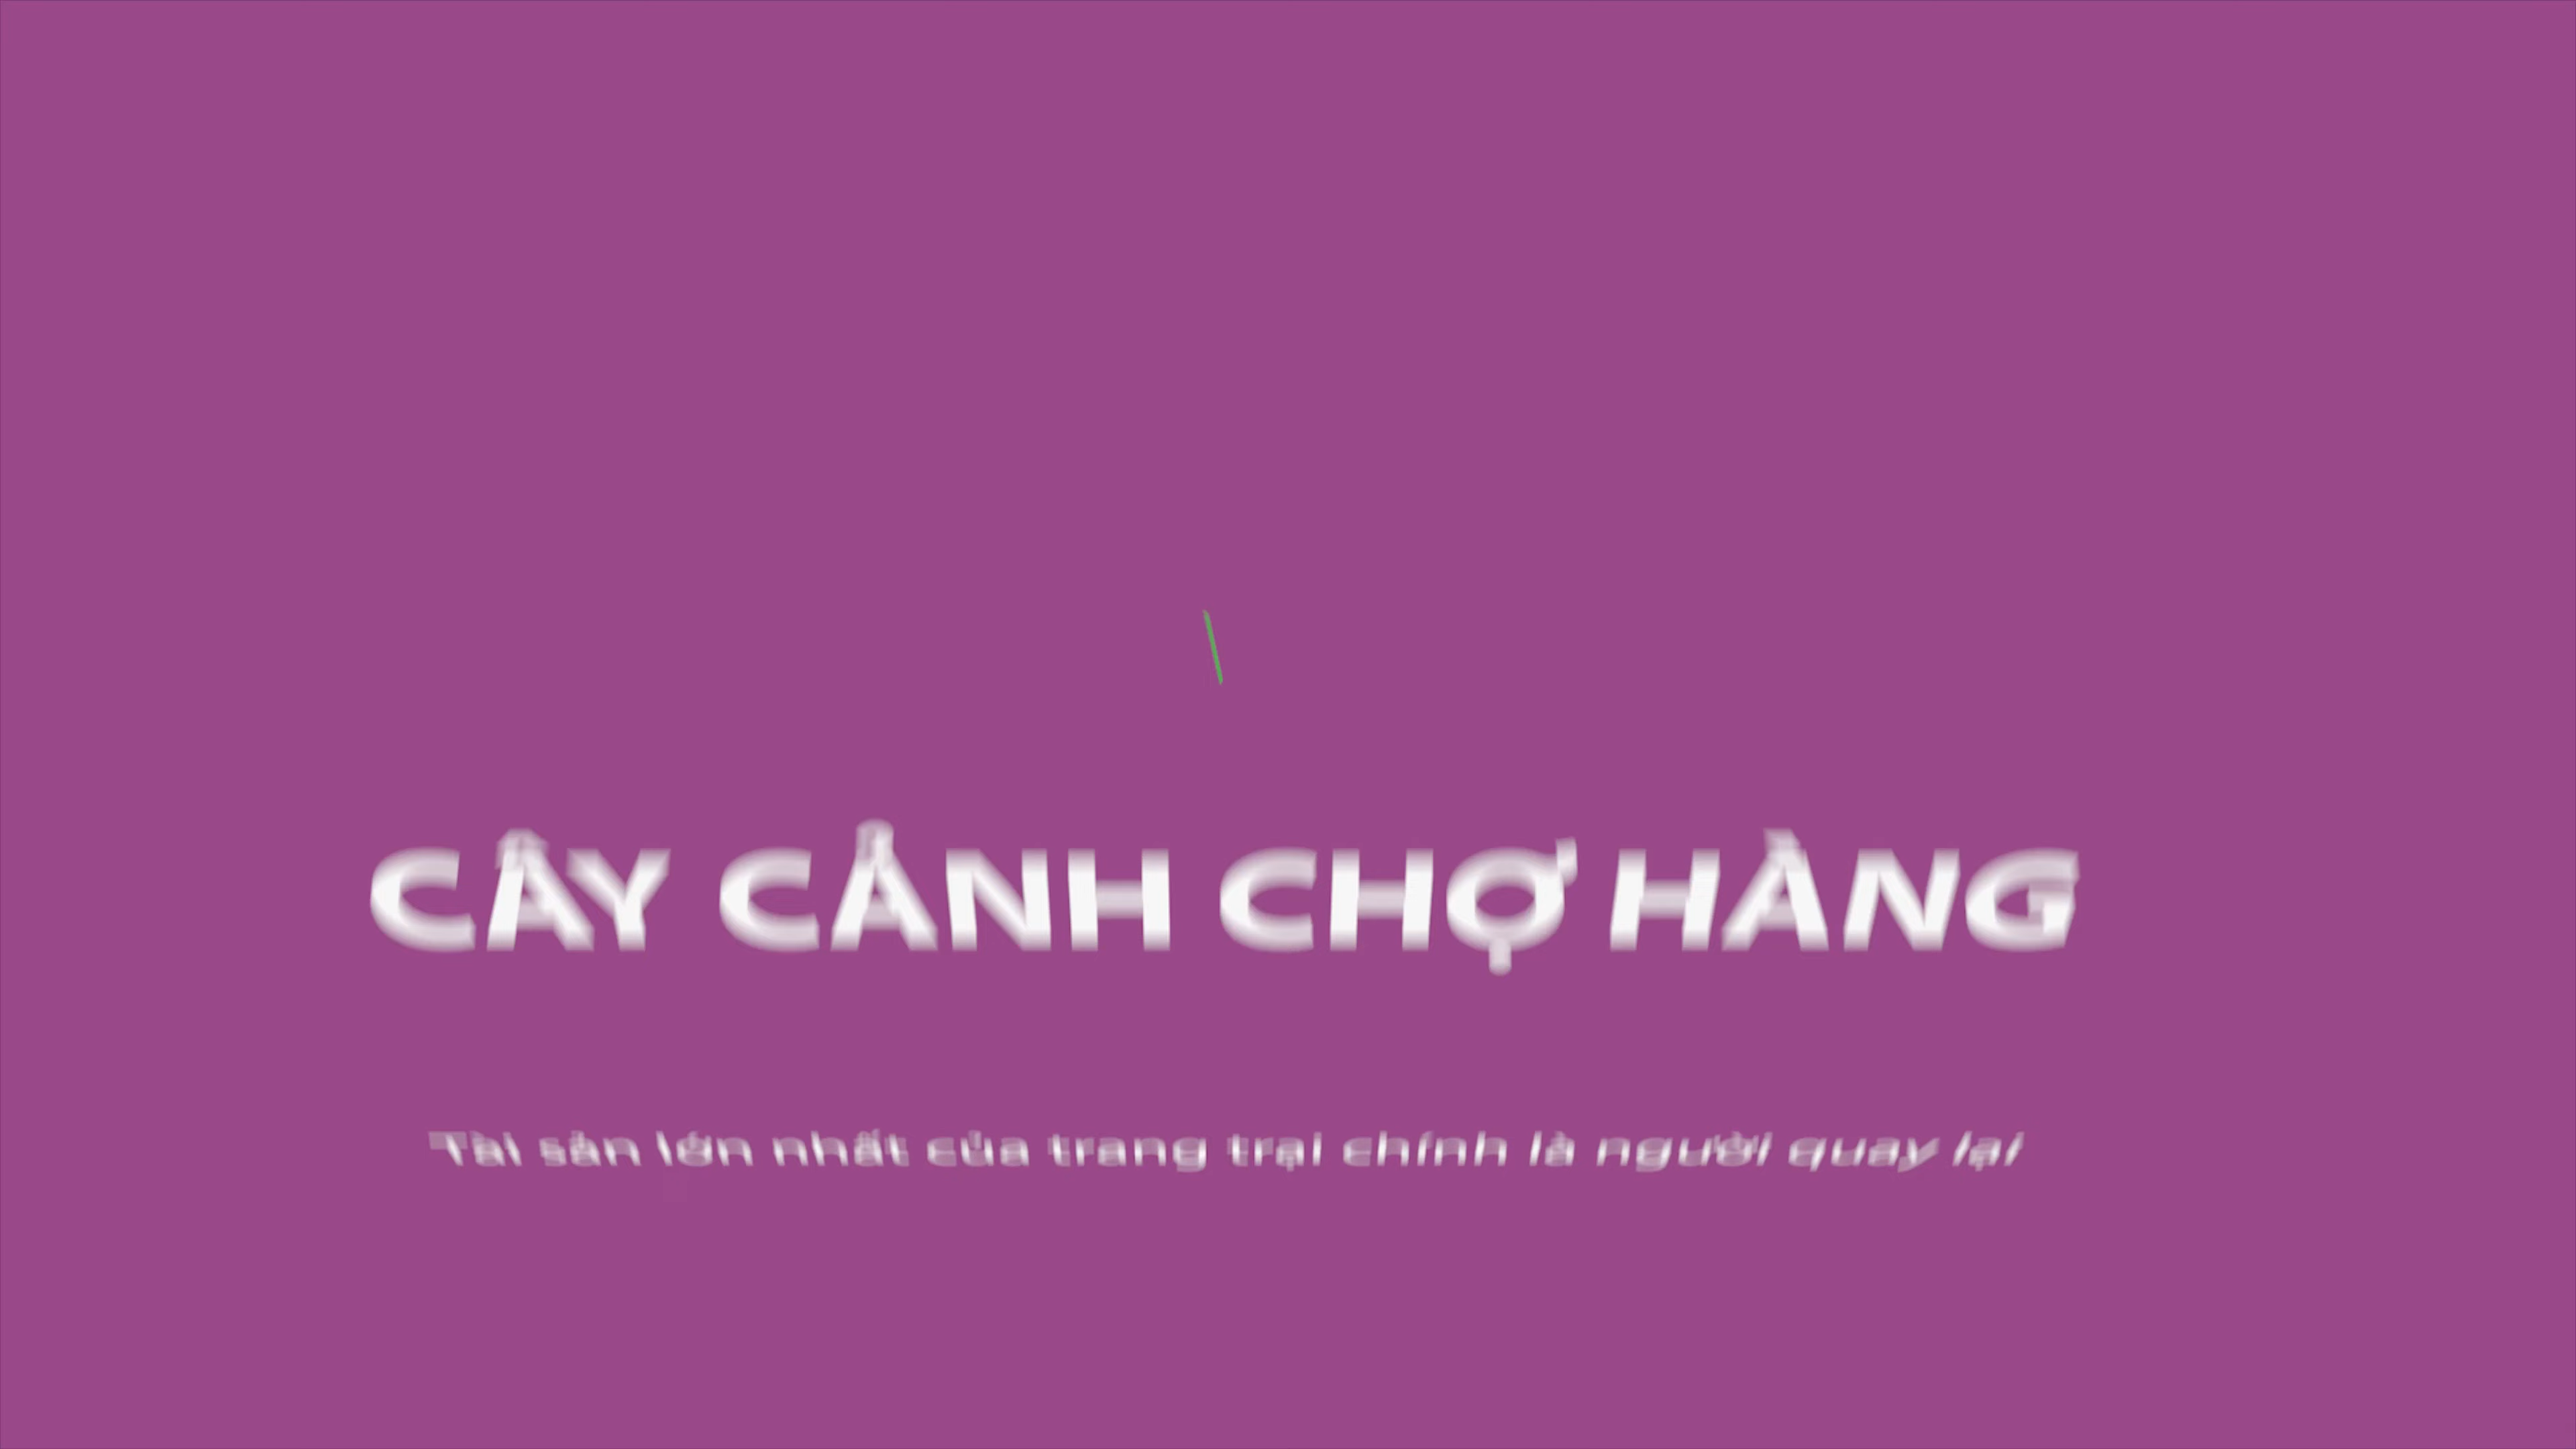 CÂY CẢNH CHỢ HÀNG
Tài sản lớn nhất của trang trại chính là người quay lại